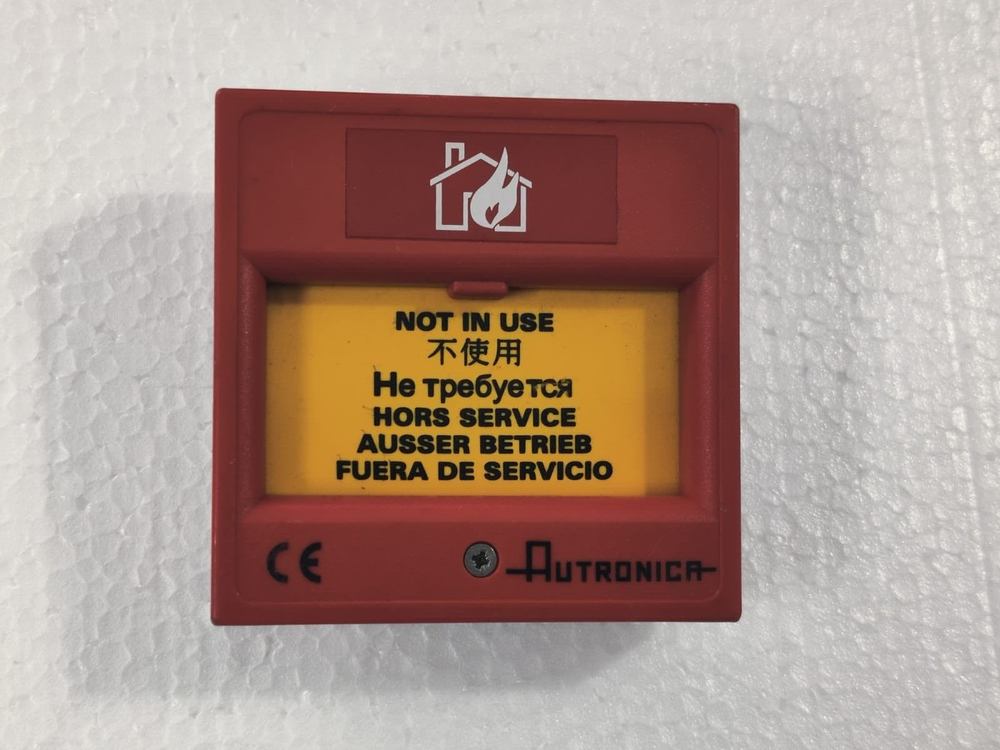 NOT IN USE
不使用
Не требуется
HORS SERVICE
AUSSER BETRIEB
FUERA DE SERVICIO
CE
AUTRONICA